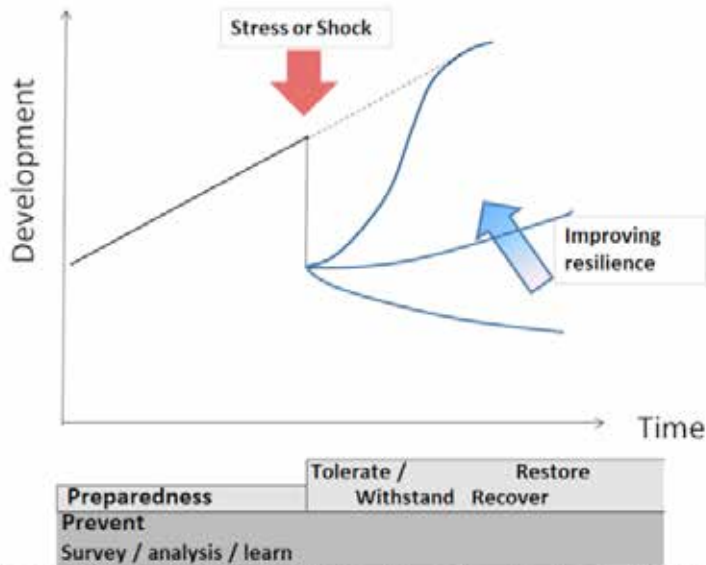 Stress or Shock
Development
Improving
resilience
Time
Tolerate / Restore
Withstand Recover
Preparedness
Prevent
Survey / analysis / learn